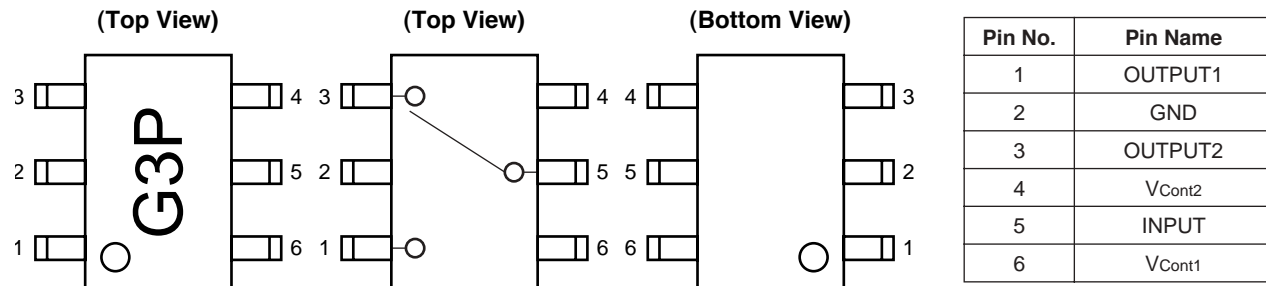 (Top View)
3
4
2
5
1
6
G3P
(Top View)
3
4
2
5
1
6
(Bottom View)
4
3
5
2
6
1
Pin No. Pin Name
1 OUTPUT1
2 GND
3 OUTPUT2
4 VCont2
5 INPUT
6 VCont1